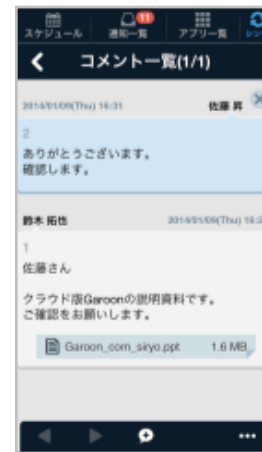 スケジュール 通知一覧 11 アプリ一覧
コメント一覧(1/1)
2014/01/09(Thu) 16:31 佐藤 昇
2
ありがとうございます。
確認します。
鈴木 拓也 2014/01/09(Thu) 16:2
1
佐藤さん
クラウド版Garoonの説明資料です。
ご確認をお願いします。
Garoon_com_siryo.ppt 1.6 MB